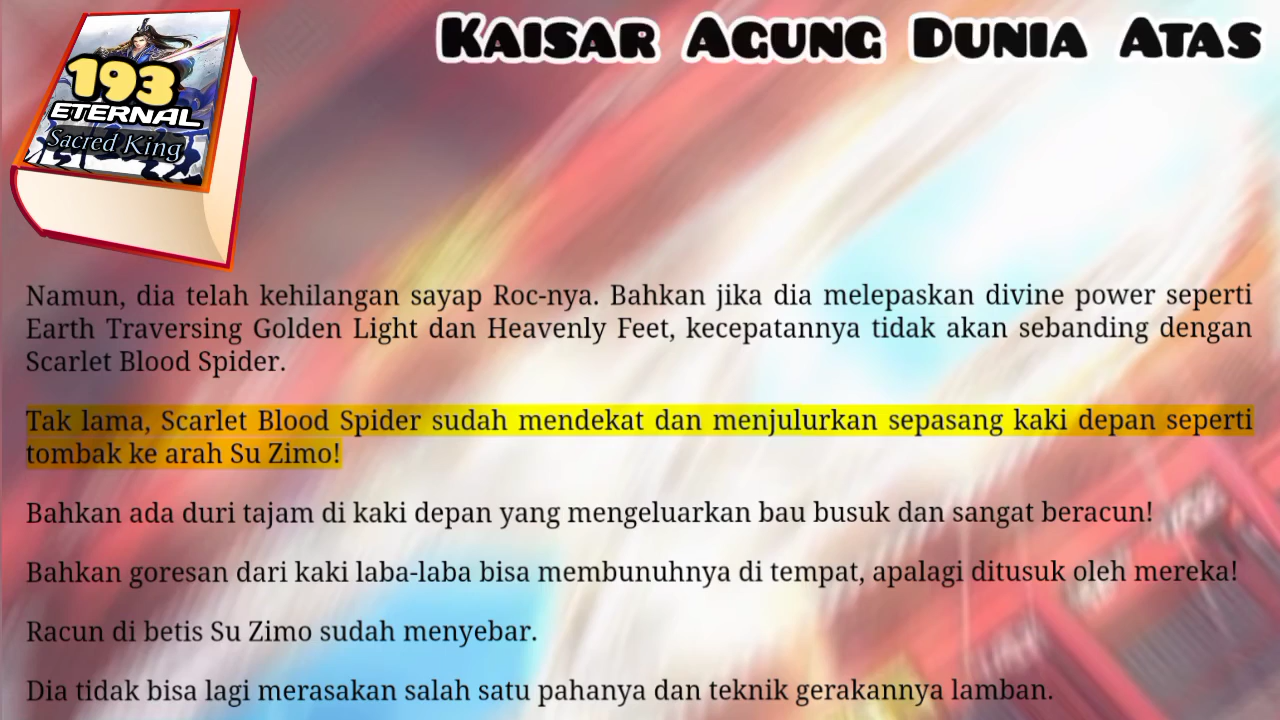 Kaisar Agung Dunia Atas
193
ETERNAL
Sacred King
Namun, dia telah kehilangan sayap Roc-nya. Bahkan jika dia melepaskan divine power seperti
Earth Traversing Golden Light dan Heavenly Feet, kecepatannya tidak akan sebanding dengan
Scarlet Blood Spider.
Tak lama, Scarlet Blood Spider sudah mendekat dan menjulurkan sepasang kaki depan seperti
tombak ke arah Su Zimo!
Bahkan ada duri tajam di kaki depan yang mengeluarkan bau busuk dan sangat beracun!
Bahkan goresan dari kaki laba-laba bisa membunuhnya di tempat, apalagi ditusuk oleh mereka!
Racun di betis Su Zimo sudah menyebar.
Dia tidak bisa lagi merasakan salah satu pahanya dan teknik gerakannya lamban.